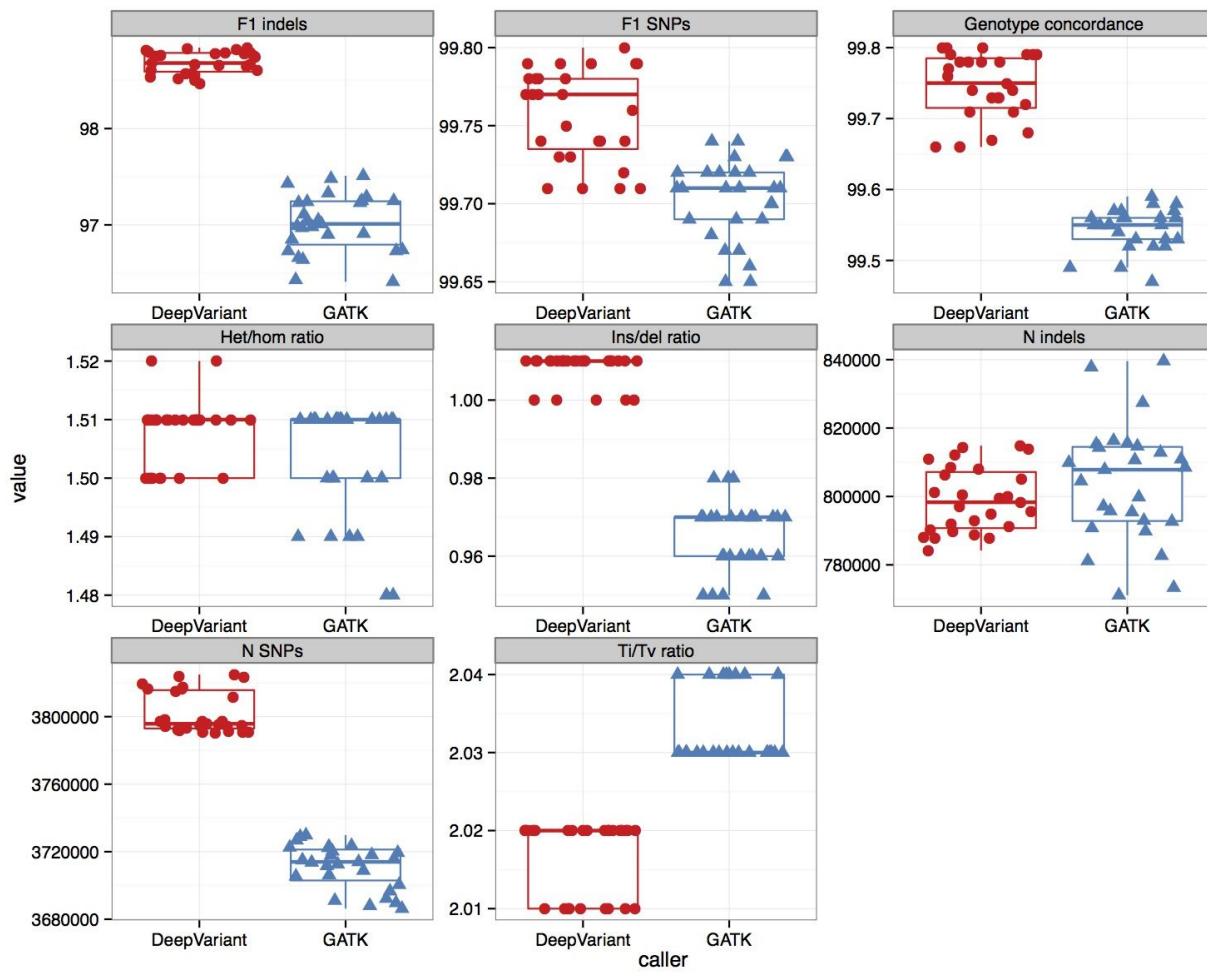 F1 indels
F1 SNPs
Genotype concordance
98
97
99.80
99.75
99.70
99.65
99.8
99.7
99.6
99.5
DeepVariant GATK
DeepVariant GATK
DeepVariant GATK
Het/hom ratio
Ins/del ratio
N indels
1.52
1.51
1.50
1.49
1.48
1.00
0.98
0.96
840000
820000
800000
780000
DeepVariant GATK
DeepVariant GATK
DeepVariant GATK
N SNPs
Ti/Tv ratio
3800000
3760000
3720000
3680000
2.04
2.03
2.02
2.01
DeepVariant GATK
DeepVariant GATK
value
caller